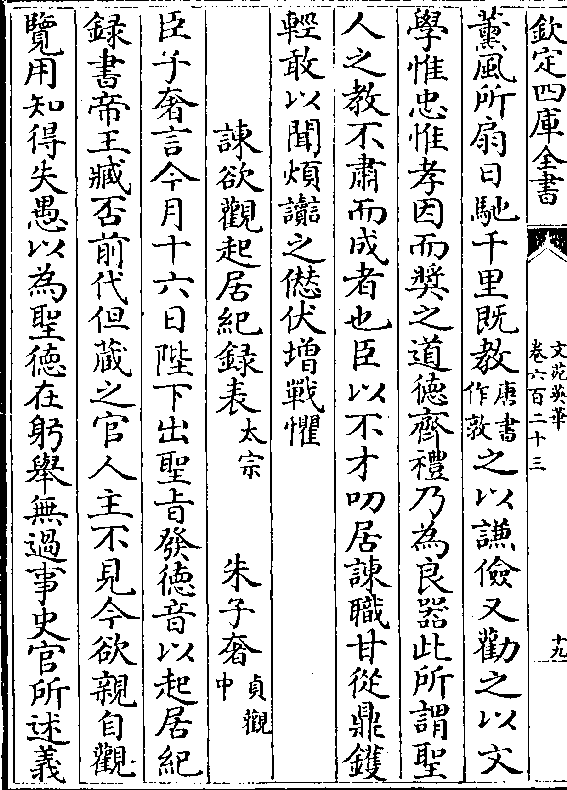 欽定四庫全書
文苑英華
卷六百二十三
十九
薰風所扇日馳千里既教唐書作敦之以謙儉又勸之以文
學惟忠惟孝因而奬之道德齊禮乃為良器此所謂聖
人之教不肅而成者也臣以不才叨居諫職甘從鼎鑊
輕敢以聞煩讟之僽伏增戰懼
諫欲觀起居紀録表太宗 朱子奢貞觀中
臣子奢言今月十六日陛下出聖旨發德音以起居紀
録書帝王臧否前代但蔵之官人主不見今欲親自觀
覽用知得失愚以為聖德在躬舉無過事史官所述義